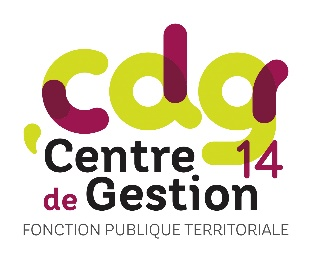 cdg
Centre 14
de Gestion
FONCTION PUBLIQUE TERRITORIALE